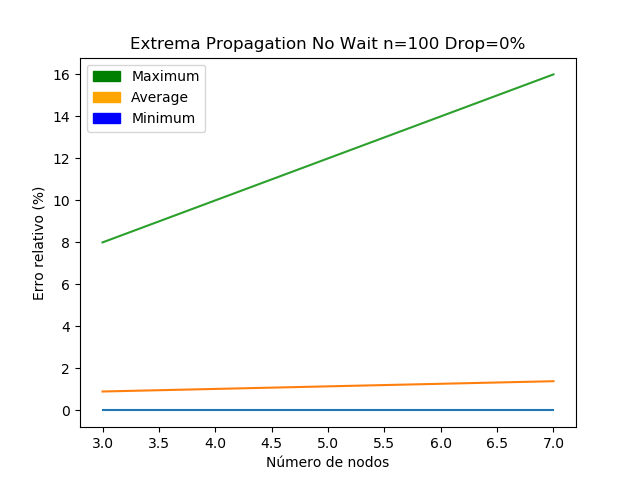 Extrema Propagation No Wait n=100 Drop=0%
Maximum
Average
Minimum
Erro relativo (%)
16
14
12
10
8
6
4
2
0
3.0 3.5 4.0 4.5 5.0 5.5 6.0 6.5 7.0
Número de nodos